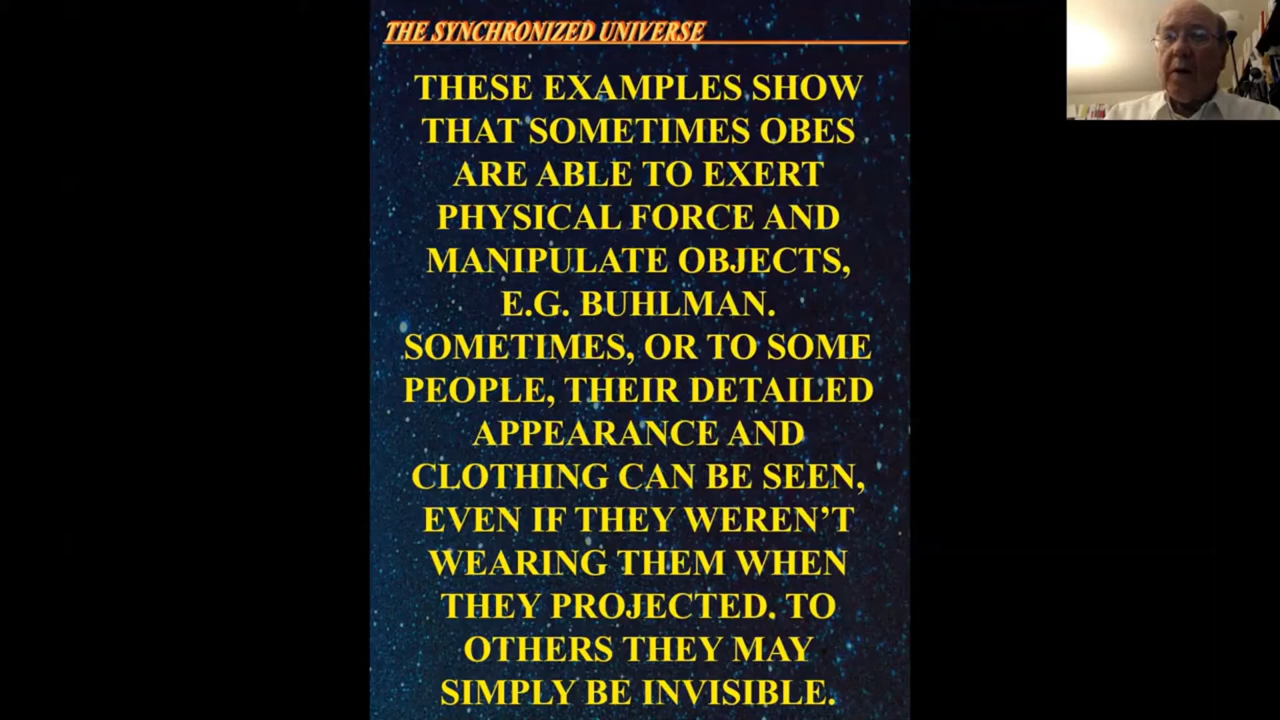 THE SYNCHRONIZED UNIVERSE
THESE EXAMPLES SHOW
THAT SOMETIMES OBES
ARE ABLE TO EXERT
PHYSICAL FORCE AND
MANIPULATE OBJECTS,
E.G. BUHLMAN.
SOMETIMES, OR TO SOME
PEOPLE, THEIR DETAILED
APPEARANCE AND
CLOTHING CAN BE SEEN,
EVEN IF THEY WEREN’T
WEARING THEM WHEN
THEY PROJECTED. TO
OTHERS THEY MAY
SIMPLY BE INVISIBLE.